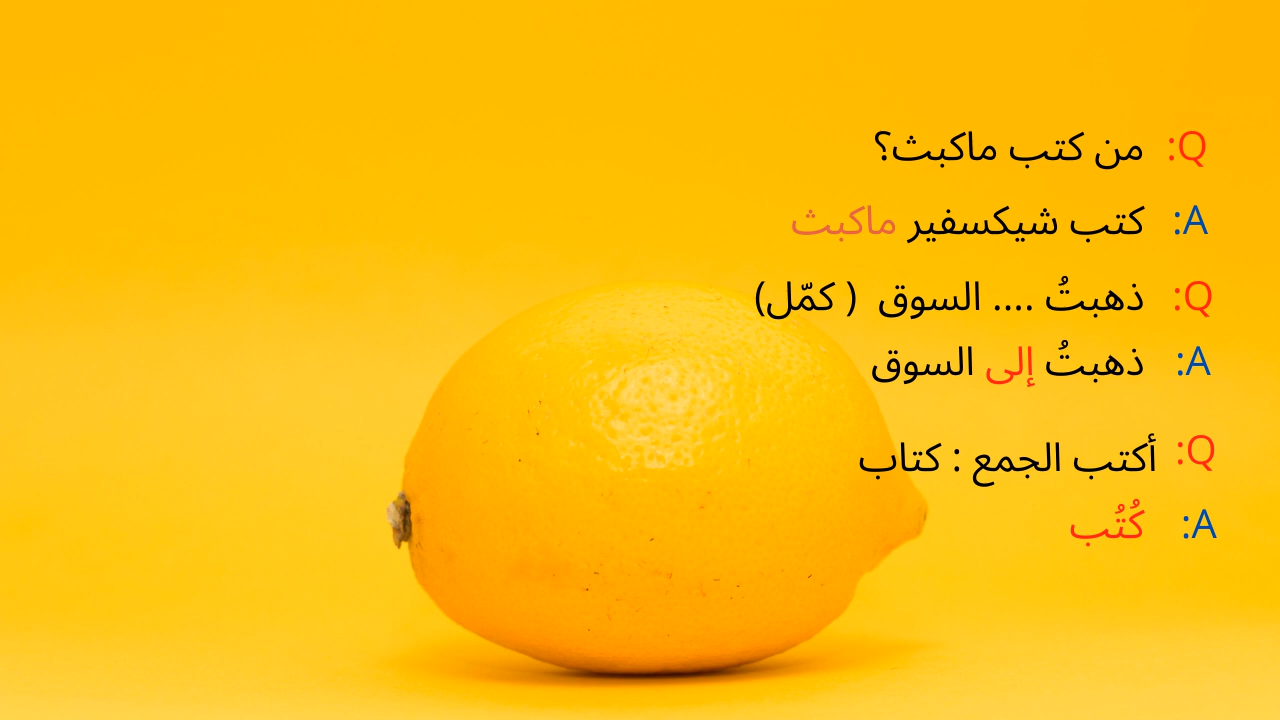 Q: من كتب ماكبث؟
A: كتب شيكسفير ماكبث
Q: ذهبتُ .... السوق ( كمّل)
A: ذهبتُ إلى السوق
Q: أكتب الجمع : كتاب
A: كُتُب